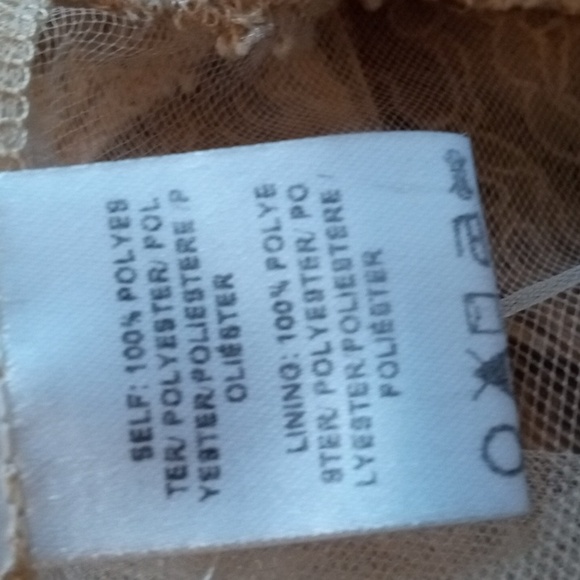 SELF: 100% POLYES
TER/ POLYESTER/ POL
YESTER/POLIESTERE /P
OLIÉSTER
LINING: 100% POLYE
STER/ POLYESTER/ PO
LYESTER/POLIESTERE /
POLIÉSTER